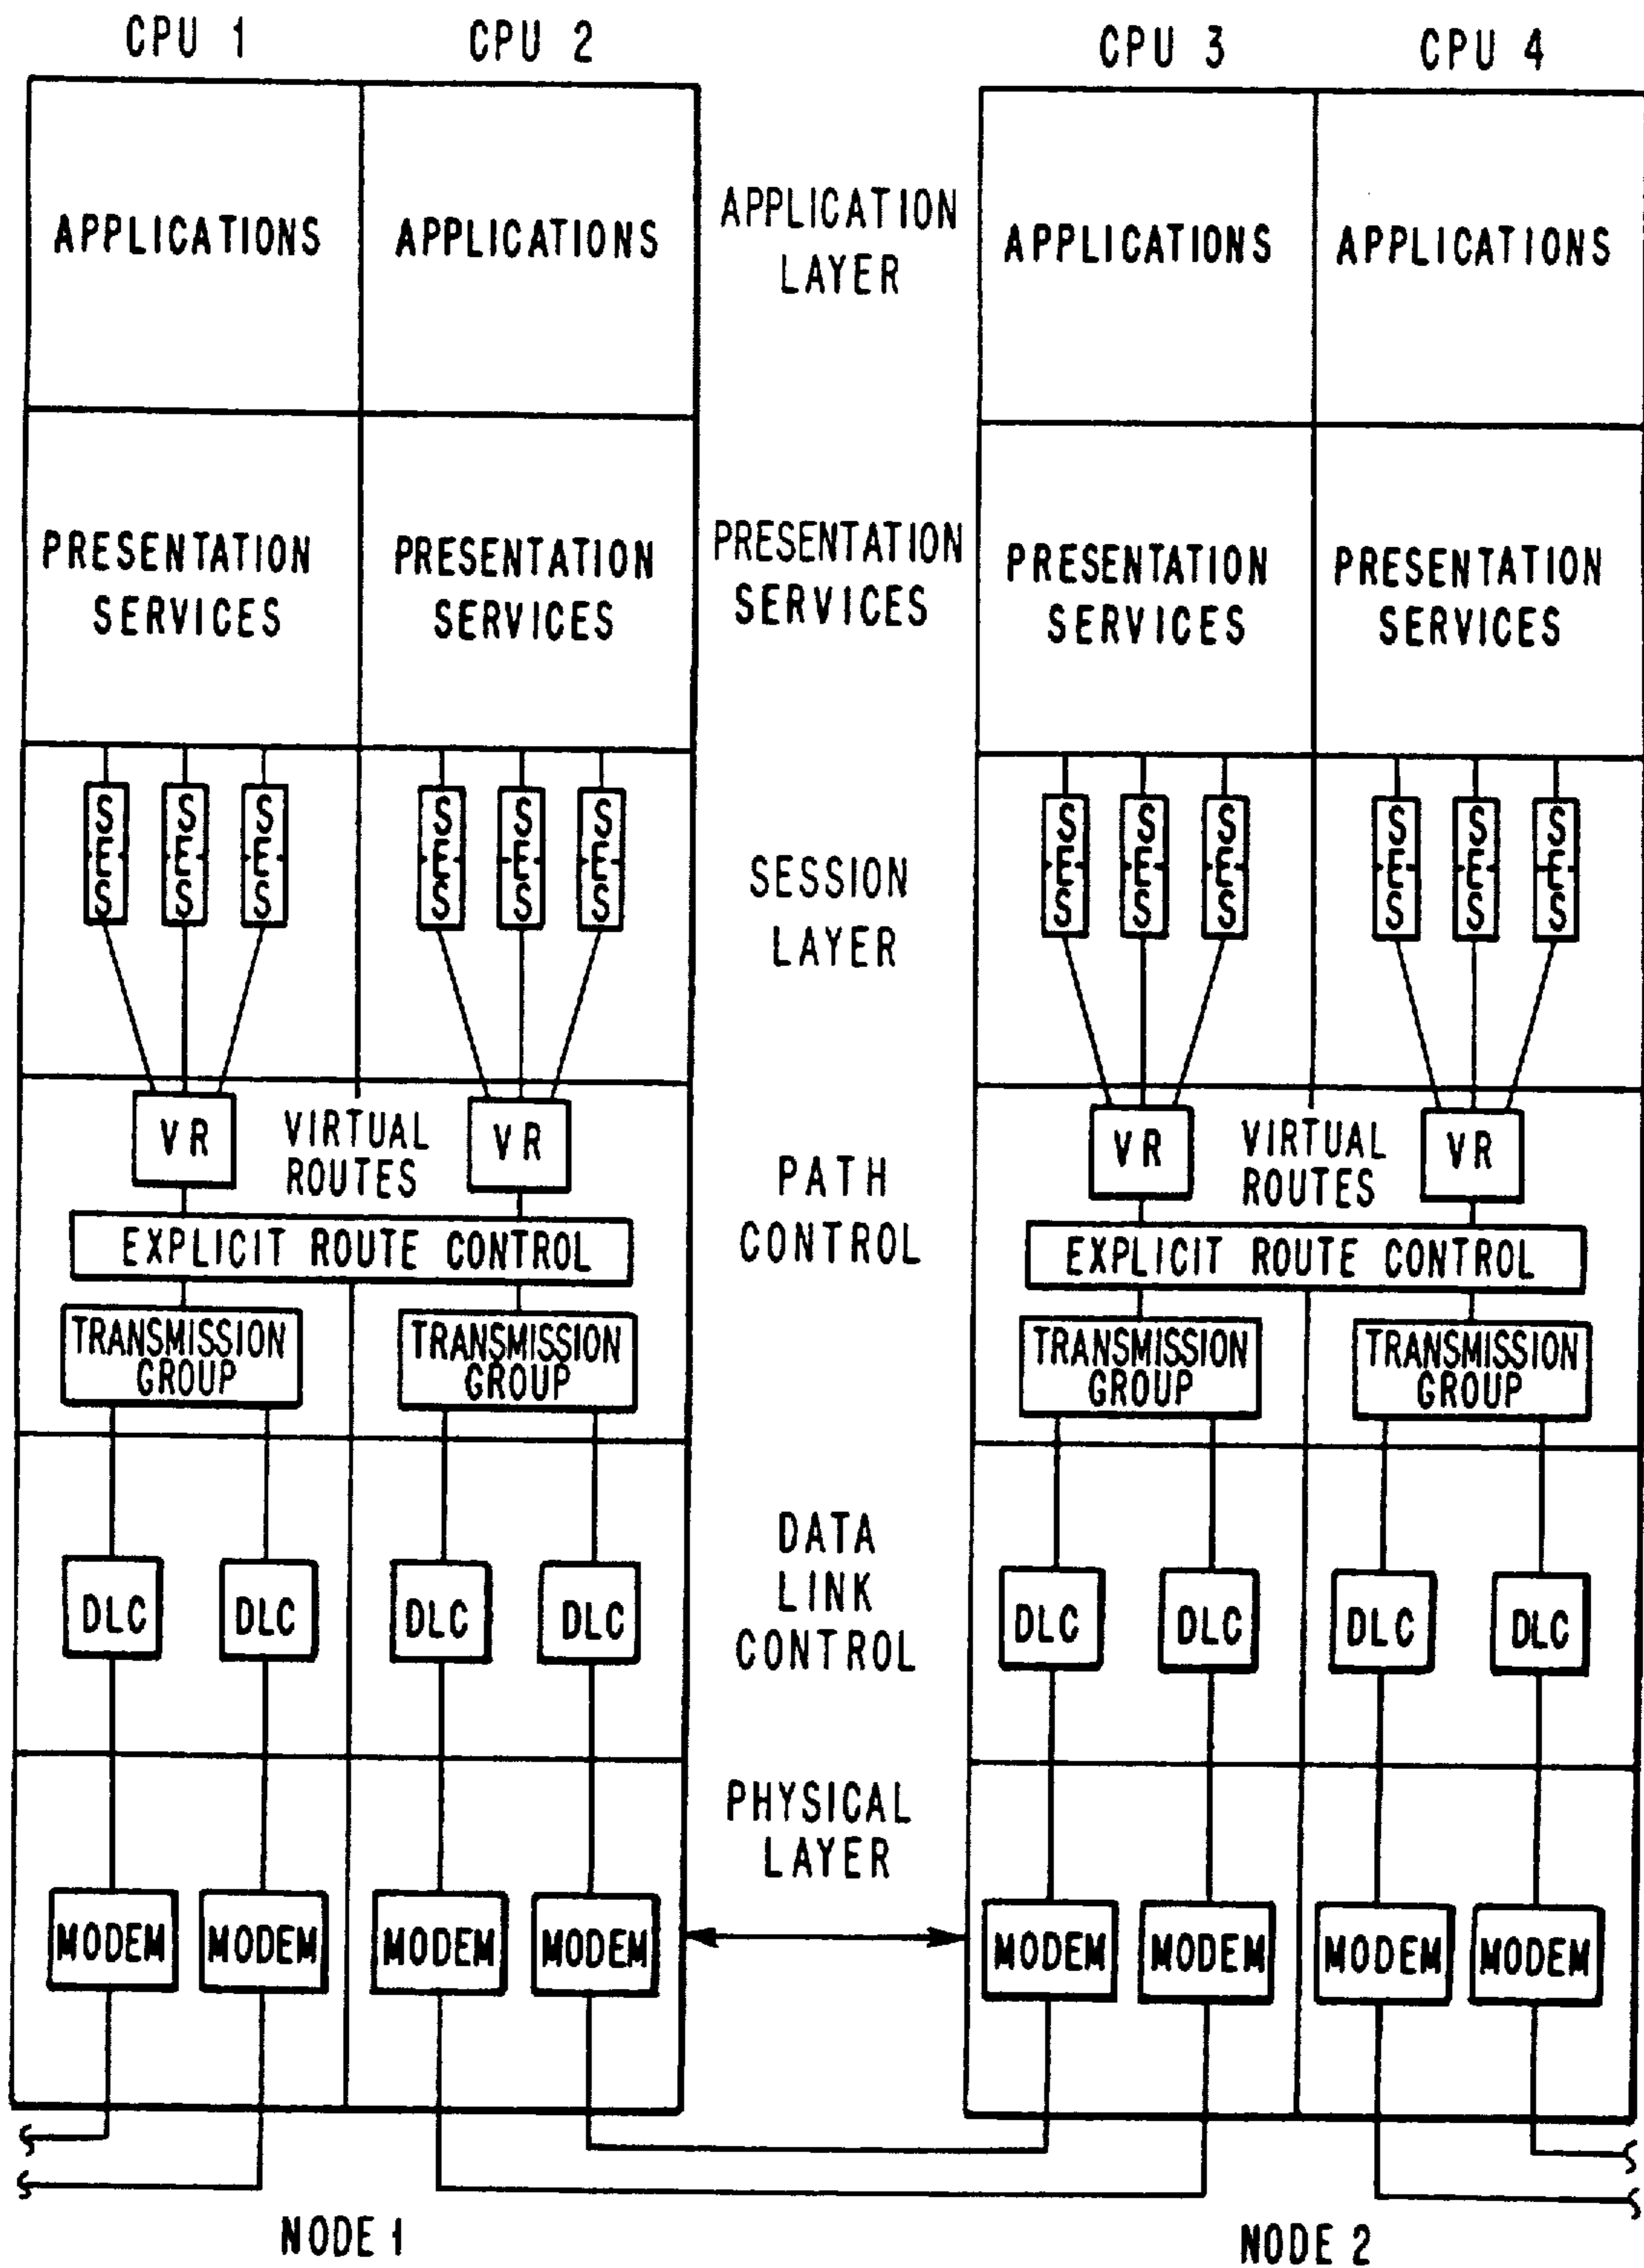 CPU 1
CPU 2
CPU 3
CPU 4
APPLICATIONS
APPLICATIONS
APPLICATION
LAYER
APPLICATIONS
APPLICATIONS
PRESENTATION
SERVICES
PRESENTATION
SERVICES
PRESENTATION
SERVICES
PRESENTATION
SERVICES
PRESENTATION
SERVICES
SES
SES
SES
SES
SES
SES
SESSION
LAYER
SES
SES
SES
SES
SES
SES
VR
VIRTUAL
ROUTES
VR
PATH
CONTROL
VR
VIRTUAL
ROUTES
VR
EXPLICIT ROUTE CONTROL
EXPLICIT ROUTE CONTROL
TRANSMISSION
GROUP
TRANSMISSION
GROUP
TRANSMISSION
GROUP
TRANSMISSION
GROUP
DLC
DLC
DLC
DLC
DATA
LINK
CONTROL
DLC
DLC
DLC
DLC
PHYSICAL
LAYER
MODEM
MODEM
MODEM
MODEM
MODEM
MODEM
MODEM
MODEM
NODE 1
NODE 2